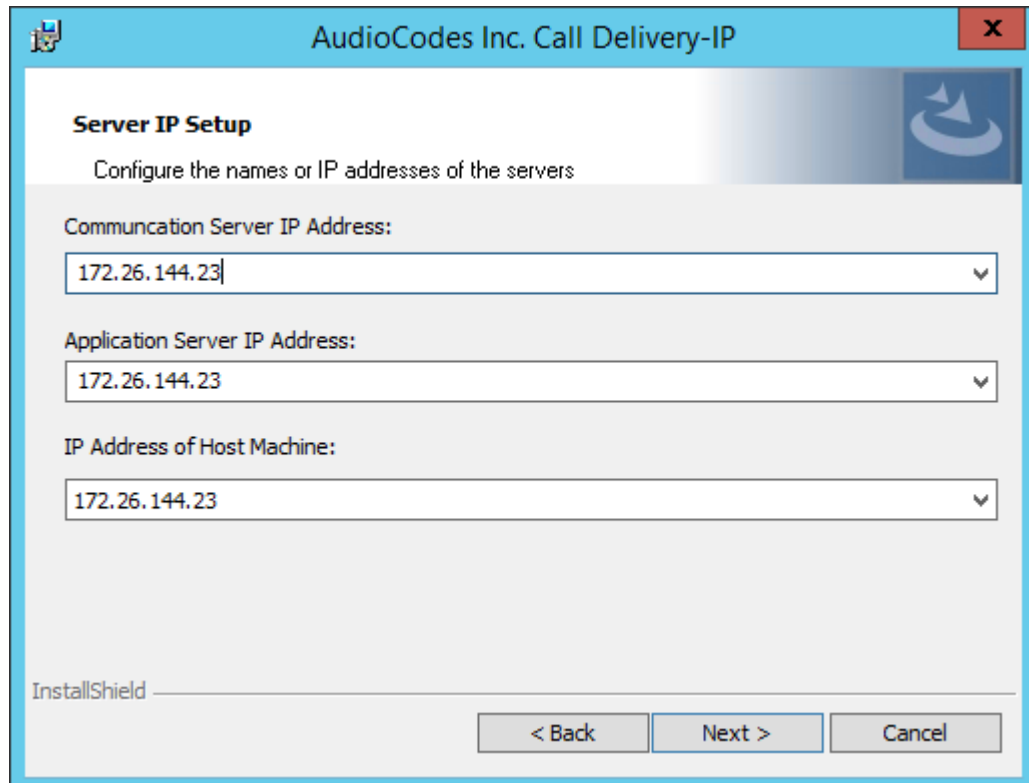 AudioCodes Inc. Call Delivery-IP
x
Server IP Setup
Configure the names or IP addresses of the servers
Communcation Server IP Address:
172.26.144.23
Application Server IP Address:
172.26.144.23
IP Address of Host Machine:
172.26.144.23
InstallShield
< Back Next > Cancel